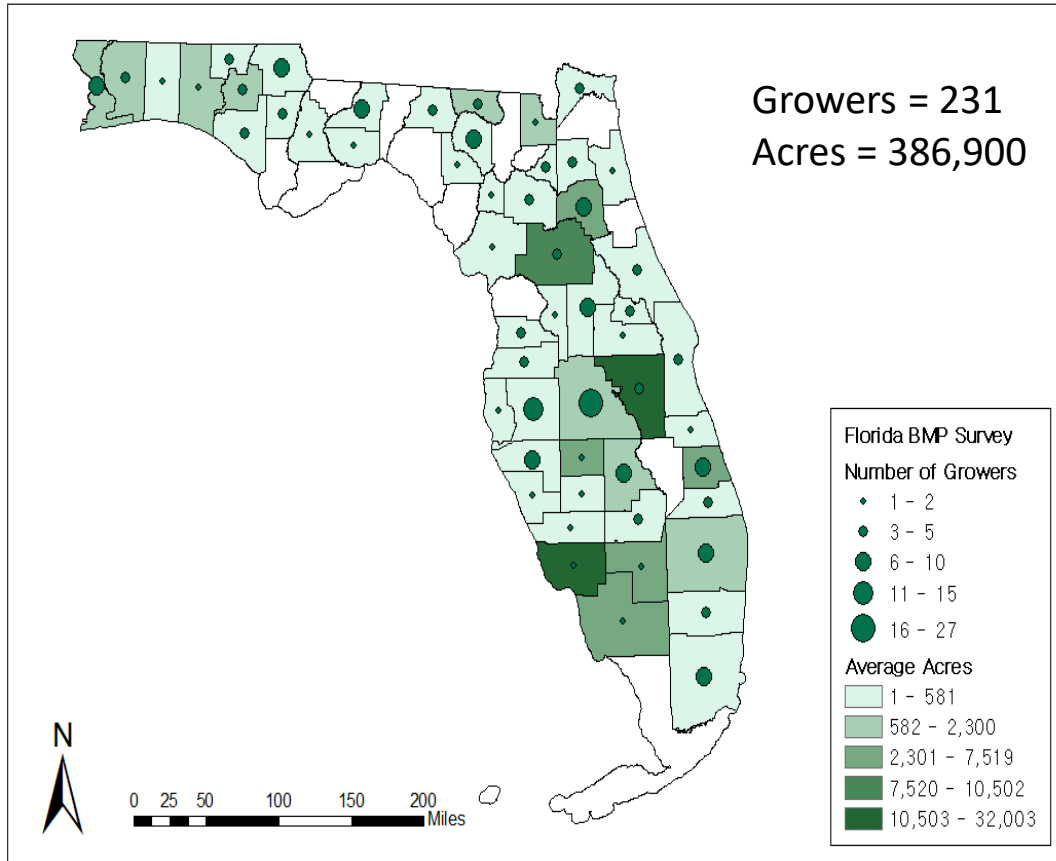 Growers = 231
Acres = 386,900
Florida BMP Survey
Number of Growers
1 - 2
3 - 5
6 - 10
11 - 15
16 - 27
Average Acres
1 - 581
582 - 2,300
2,301 - 7,519
7,520 - 10,502
10,503 - 32,003
N
0 25 50 100 150 200
Miles